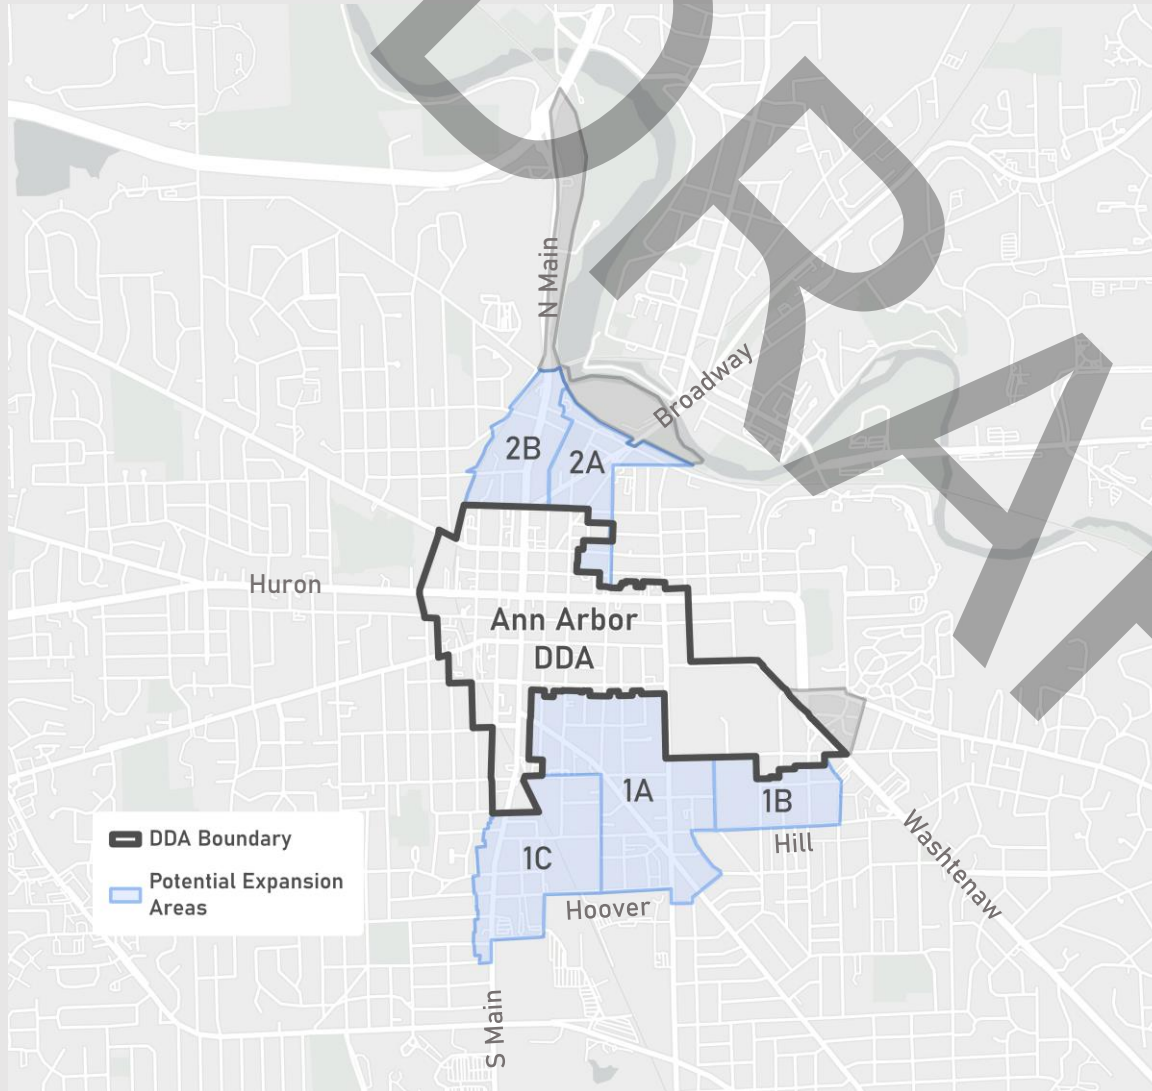 DRAF
N Main
Broadway
2B
2A
Huron
Ann Arbor
DDA
1A
1B
1C
Hill
Hoover
Washtenaw
S Main
DDA Boundary
Potential Expansion
Areas